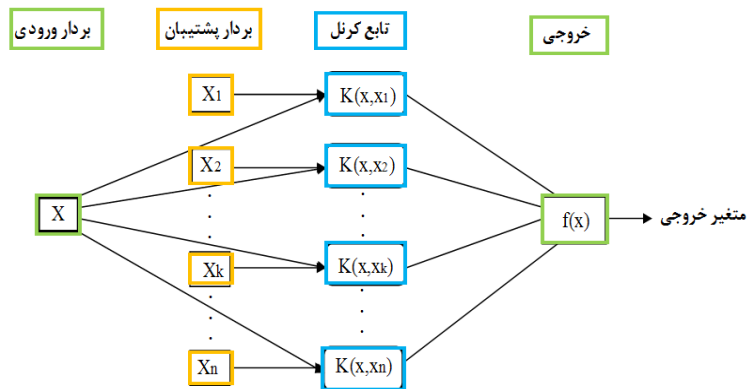 بردار ورودی
بردار پشتیبان
تابع کرنل
خروجی
X1
K(x,x1)
X2
K(x,x2)
X
f(x)
متغیر خروجی
Xk
K(x,xk)
Xn
K(x,xn)